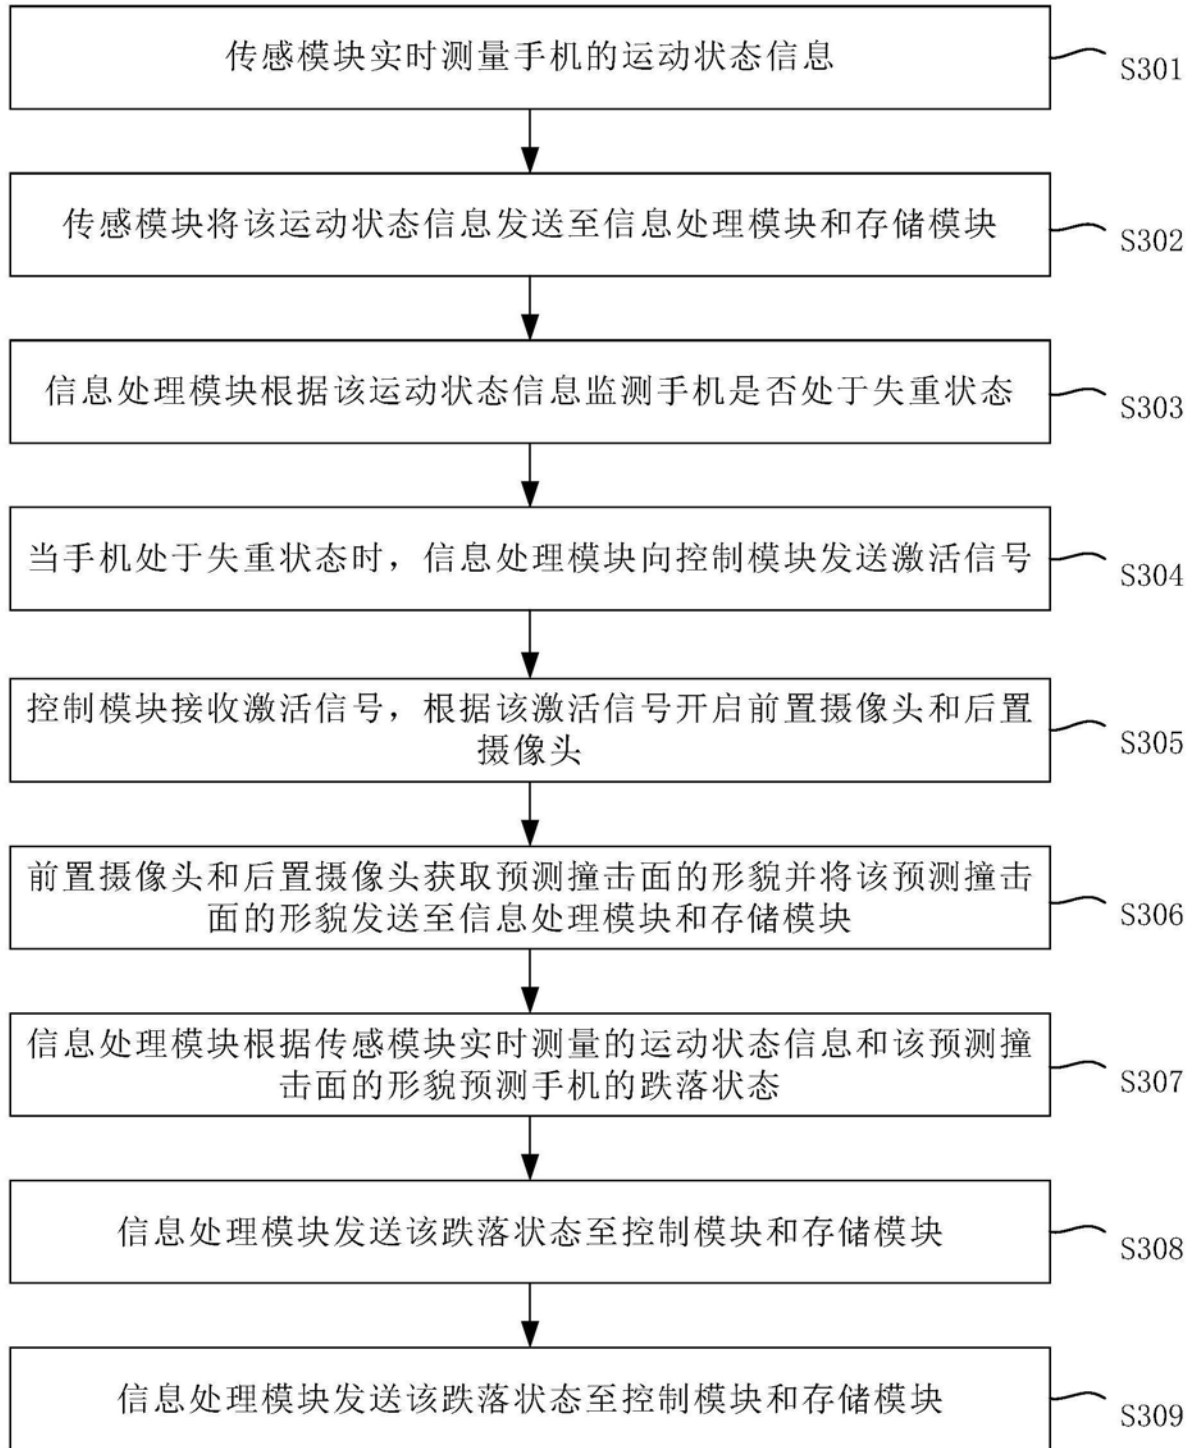 传感模块实时测量手机的运动状态信息
S301
传感模块将该运动状态信息发送至信息处理模块和存储模块
S302
信息处理模块根据该运动状态信息监测手机是否处于失重状态
S303
当手机处于失重状态时，信息处理模块向控制模块发送激活信号
S304
控制模块接收激活信号，根据该激活信号开启前置摄像头和后置
摄像头
S305
前置摄像头和后置摄像头获取预测撞击面的形貌并将该预测撞击
面的形貌发送至信息处理模块和存储模块
S306
信息处理模块根据传感模块实时测量的运动状态信息和该预测撞
击面的形貌预测手机的跌落状态
S307
信息处理模块发送该跌落状态至控制模块和存储模块
S308
信息处理模块发送该跌落状态至控制模块和存储模块
S309